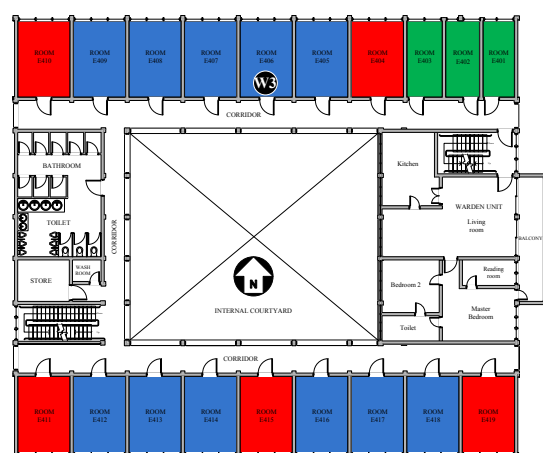 ROOM
E410
ROOM
E409
ROOM
E408
ROOM
E407
ROOM
E406
ROOM
E405
ROOM
E404
ROOM
E403
ROOM
E402
ROOM
E401
W3
CORRIDOR
BATHROOM
Kitchen
WARDEN UNIT
Living
room
TOILET
CORRIDOR
BALCONY
WASH
ROOM
STORE
N
INTERNAL COURTYARD
Bedroom 2
Reading
room
Master
Bedroom
Toilet
CORRIDOR
ROOM
E411
ROOM
E412
ROOM
E413
ROOM
E414
ROOM
E415
ROOM
E416
ROOM
E417
ROOM
E418
ROOM
E419